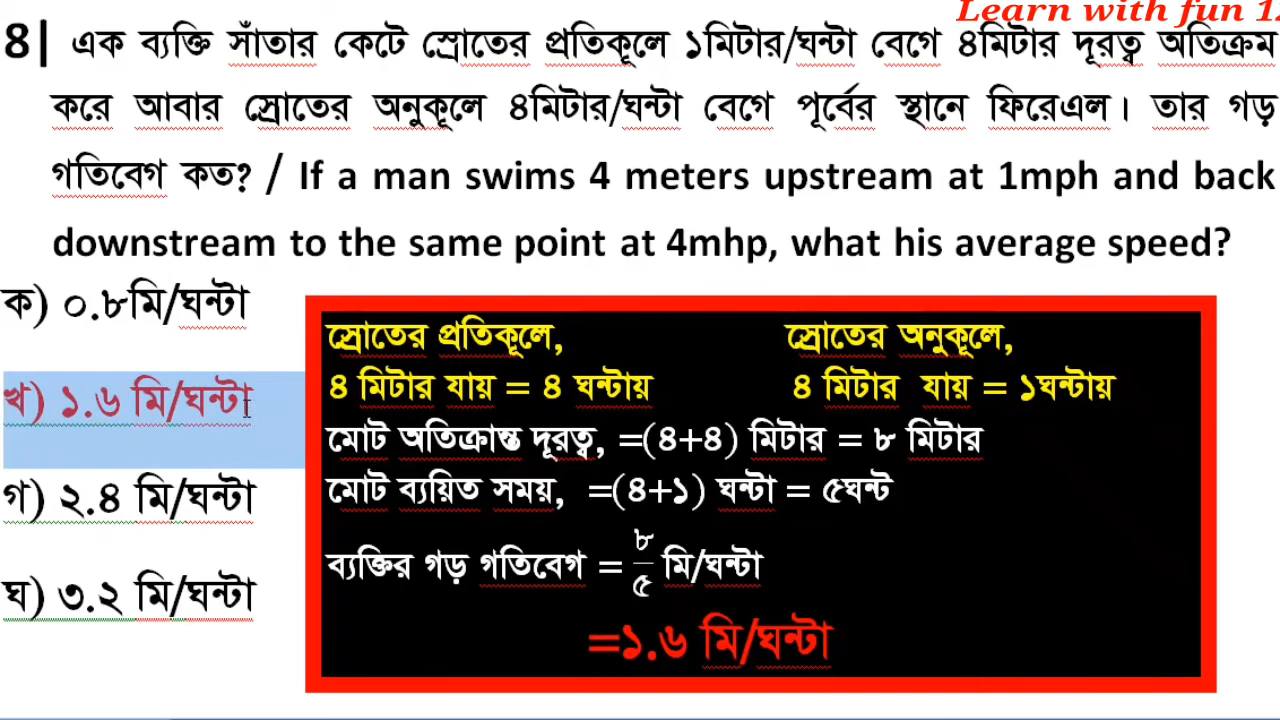 Learn with fun 1
8| এক ব্যক্তি সাঁতার কেটে স্রোতের প্রতিকূলে ১মিটার/ঘন্টা বেগে ৪মিটার দূরত্ব অতিক্রম
করে আবার স্রোতের অনুকূলে ৪মিটার/ঘন্টা বেগে পূর্বের স্থানে ফিরেএল। তার গড়
গতিবেগ কত? / If a man swims 4 meters upstream at 1mph and back
downstream to the same point at 4mhp, what his average speed?
ক) ০.৮মি/ঘন্টা
খ) ১.৬ মি/ঘন্টা
গ) ২.৪ মি/ঘন্টা
ঘ) ৩.২ মি/ঘন্টা
স্রোতের প্রতিকূলে, স্রোতের অনুকূলে,
৪ মিটার যায় = ৪ ঘন্টায় ৪ মিটার যায় = ১ঘন্টায়
মোট অতিক্রান্ত দূরত্ব, =(৪+৪) মিটার = ৮ মিটার
মোট ব্যয়িত সময়, =(৪+১) ঘন্টা = ৫ঘন্ট
ব্যক্তির গড় গতিবেগ = ৮/৫ মি/ঘন্টা
=১.৬ মি/ঘন্টা